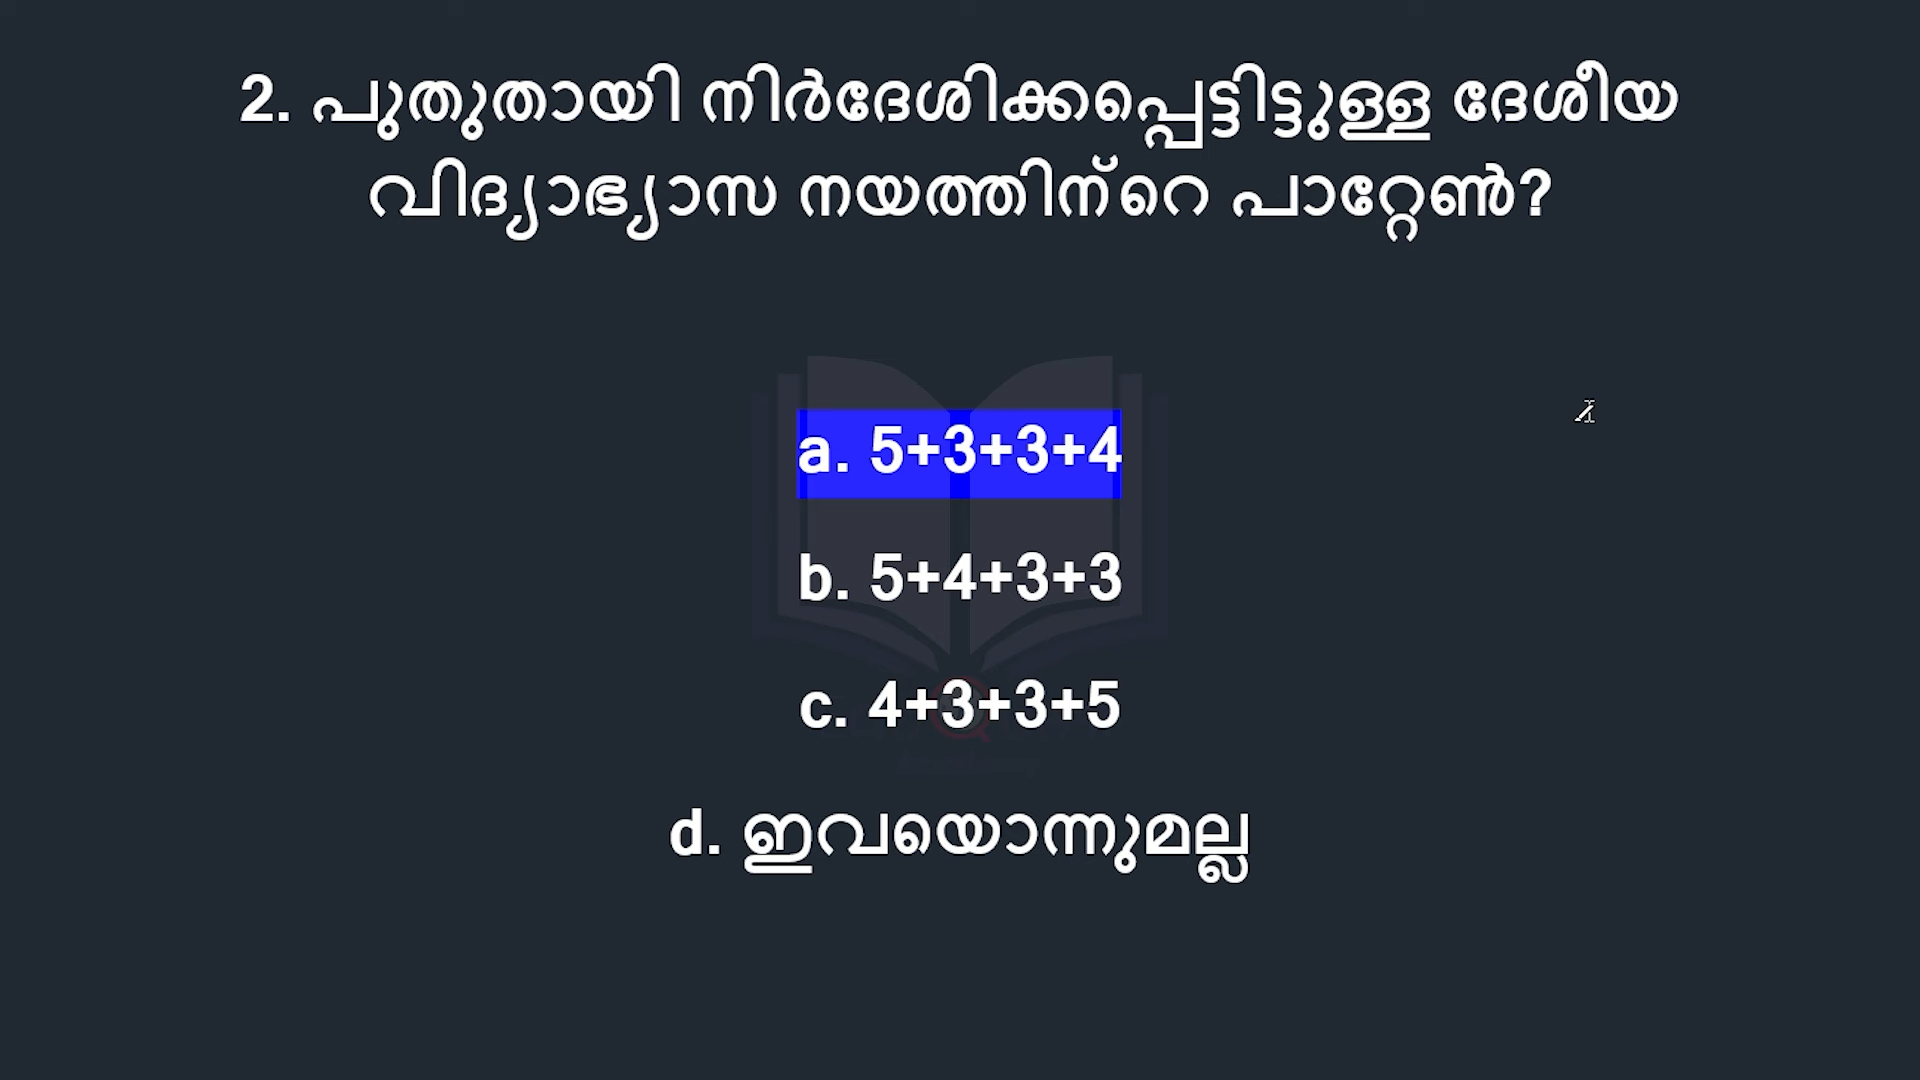 2. പുതുതായി നിർദേശിക്കപ്പെട്ടിട്ടുള്ള ദേശീയ
വിദ്യാഭ്യാസ നയത്തിന്റെ പാറ്റേൺ?
a. 5+3+3+4
b. 5+4+3+3
c. 4+3+3+5
d. ഇവയൊന്നുമല്ല